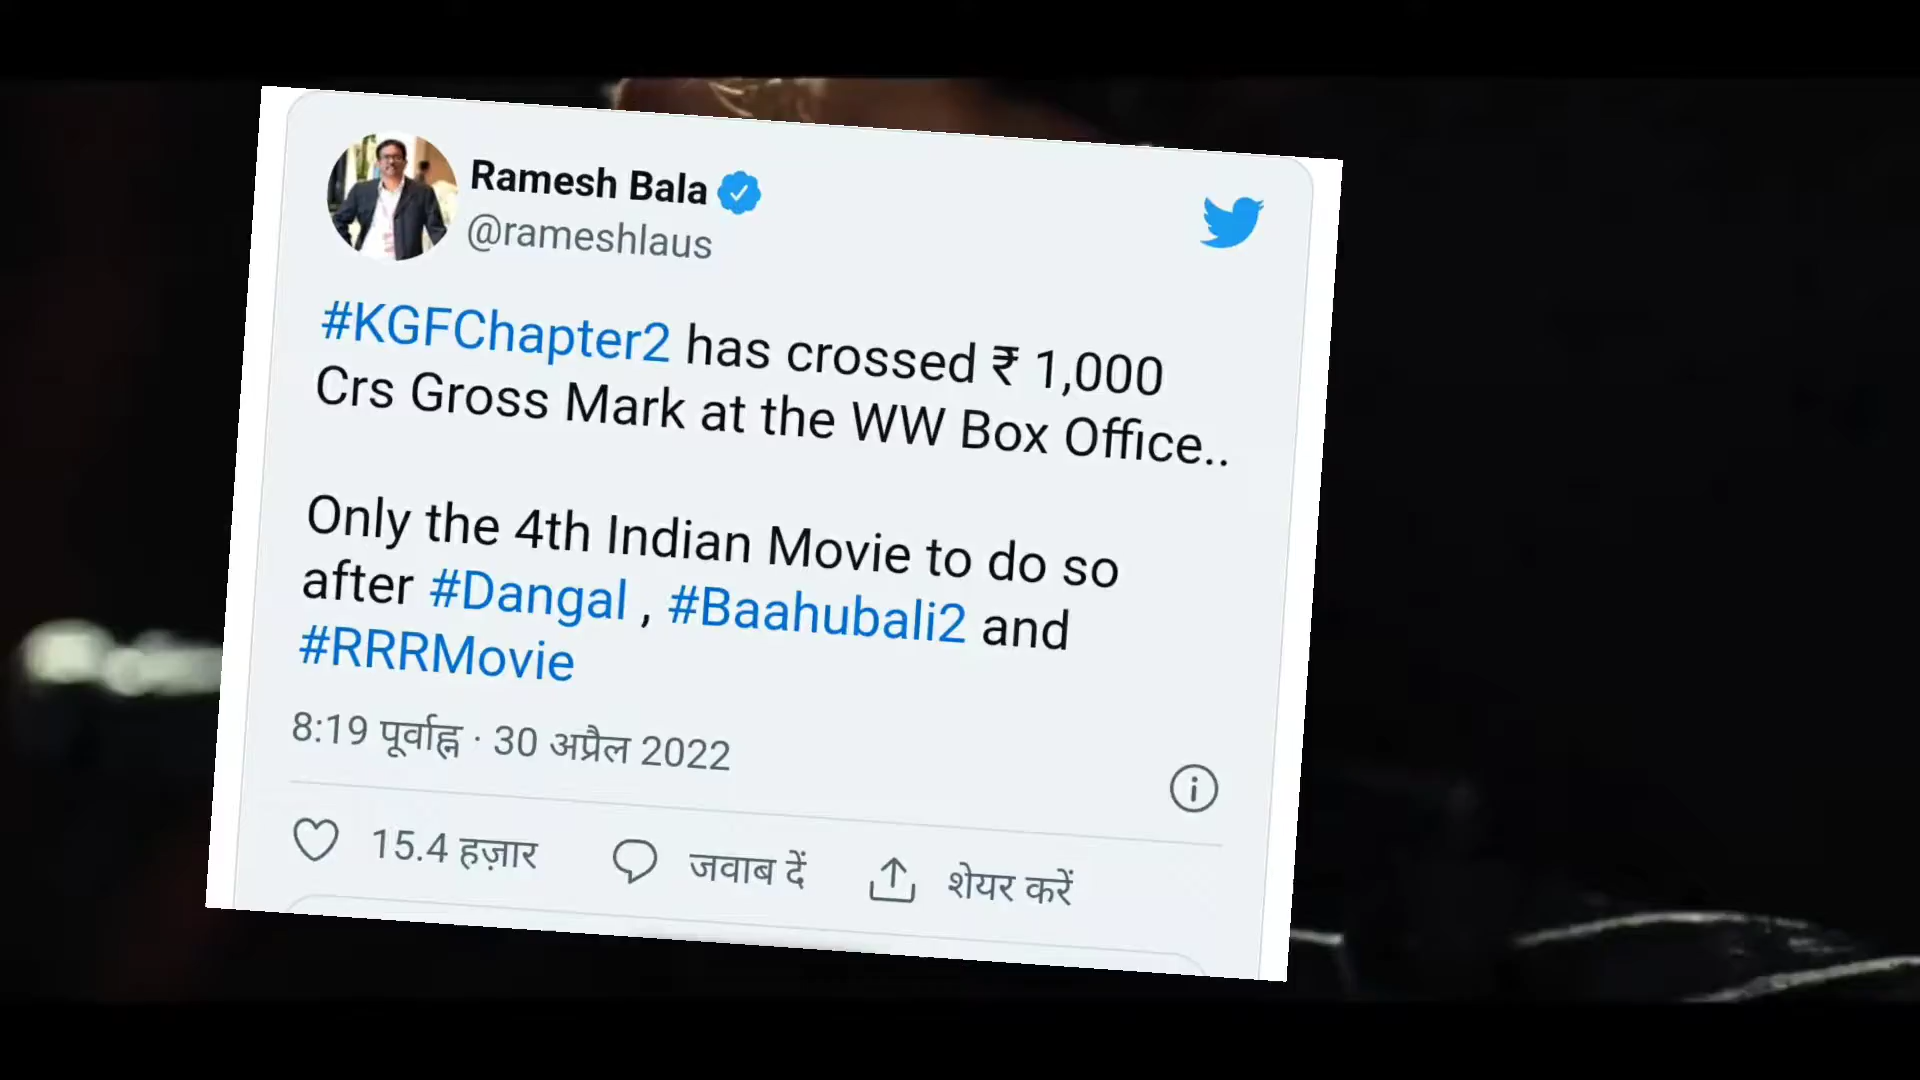 Ramesh Bala
@rameshlaus
#KGFChapter2 has crossed ₹ 1,000
Crs Gross Mark at the WW Box Office..
Only the 4th Indian Movie to do so
after #Dangal , #Baahubali2 and
#RRRMovie
8:19 पूर्वाह्न · 30 अप्रैल 2022
15.4 हज़ार जवाब दें शेयर करें